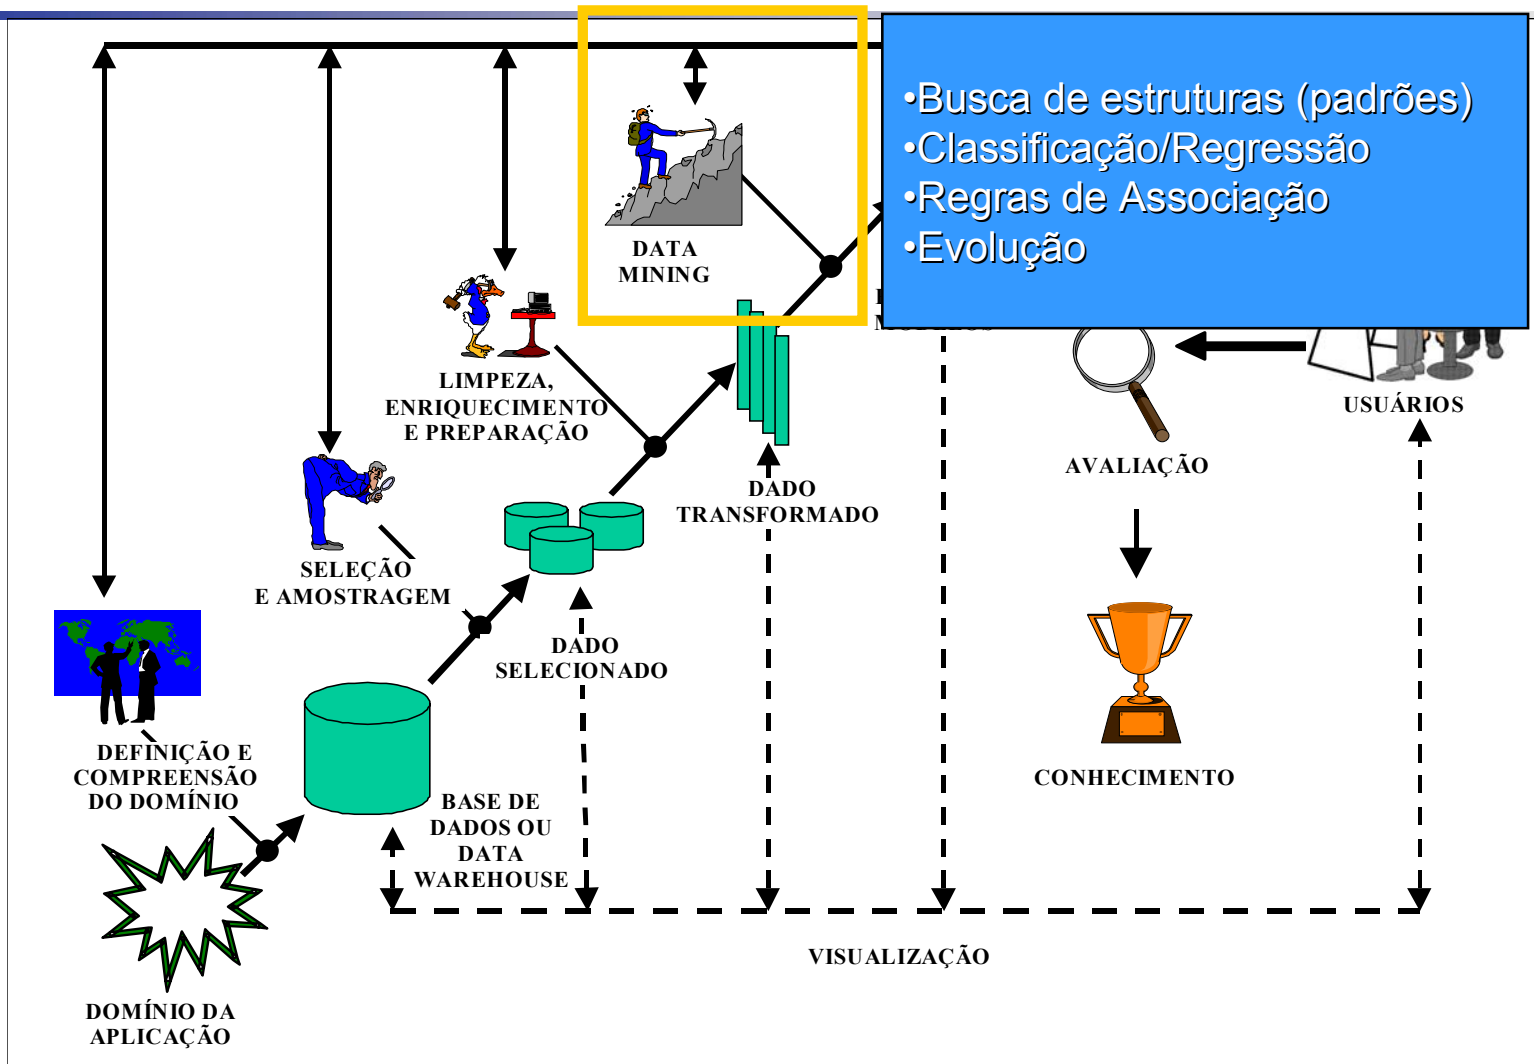 •Busca de estruturas (padrões)
•Classificação/Regressão
•Regras de Associação
•Evolução
DATA
MINING
LIMPEZA,
ENRIQUECIMENTO
E PREPARAÇÃO
USUÁRIOS
AVALIAÇÃO
DADO
TRANSFORMADO
SELEÇÃO
E AMOSTRAGEM
DADO
SELECIONADO
DEFINIÇÃO E
COMPREENSÃO
DO DOMÍNIO
CONHECIMENTO
BASE DE
DADOS OU
DATA
WAREHOUSE
VISUALIZAÇÃO
DOMÍNIO DA
APLICAÇÃO